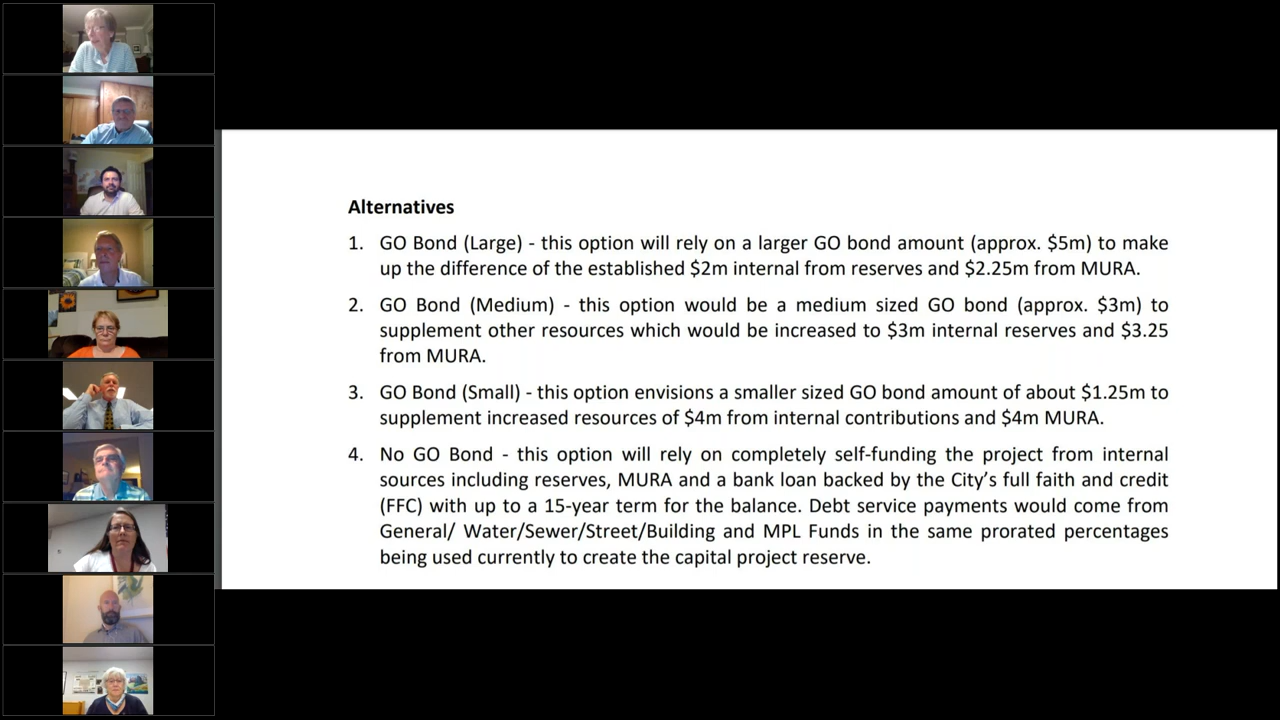 Alternatives
1. GO Bond (Large) - this option will rely on a larger GO bond amount (approx. $5m) to make
up the difference of the established $2m internal from reserves and $2.25m from MURA.
2. GO Bond (Medium) - this option would be a medium sized GO bond (approx. $3m) to
supplement other resources which would be increased to $3m internal reserves and $3.25
from MURA.
3. GO Bond (Small) - this option envisions a smaller sized GO bond amount of about $1.25m to
supplement increased resources of $4m from internal contributions and $4m MURA.
4. No GO Bond - this option will rely on completely self-funding the project from internal
sources including reserves, MURA and a bank loan backed by the City’s full faith and credit
(FFC) with up to a 15-year term for the balance. Debt service payments would come from
General/ Water/Sewer/Street/Building and MPL Funds in the same prorated percentages
being used currently to create the capital project reserve.